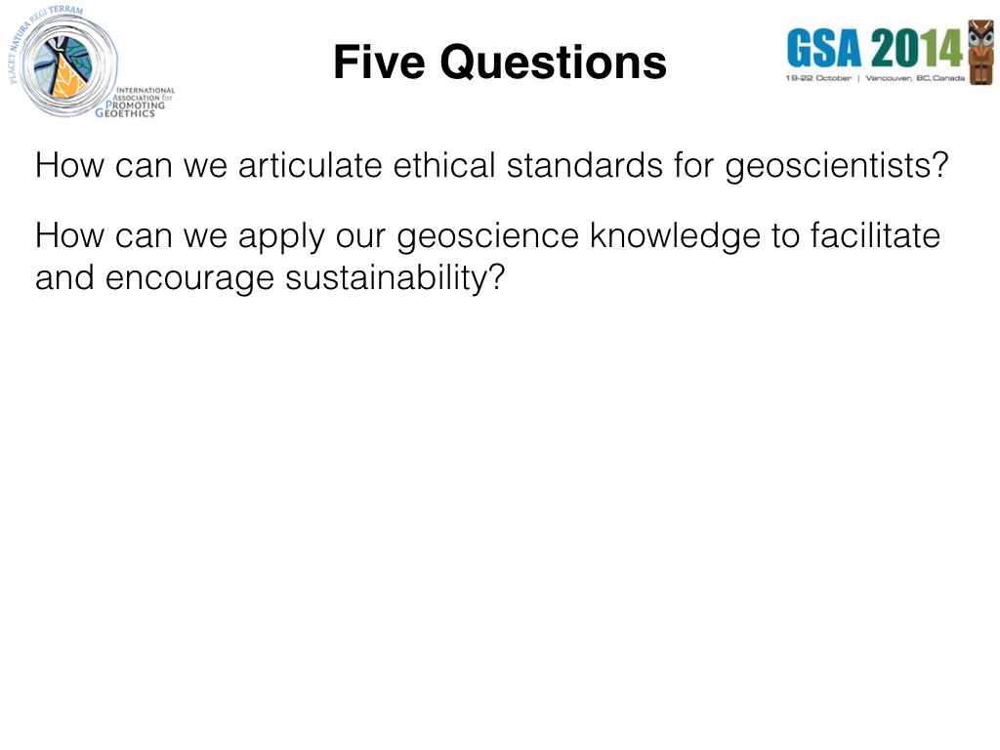 PLACET NATURA REGI TERRAM
INTERNATIONAL
ASSOCIATION for
PROMOTING
GEOETHICS
Five Questions
GSA 2014
19-22 October | Vancouver, BC, Canada
How can we articulate ethical standards for geoscientists?
How can we apply our geoscience knowledge to facilitate
and encourage sustainability?